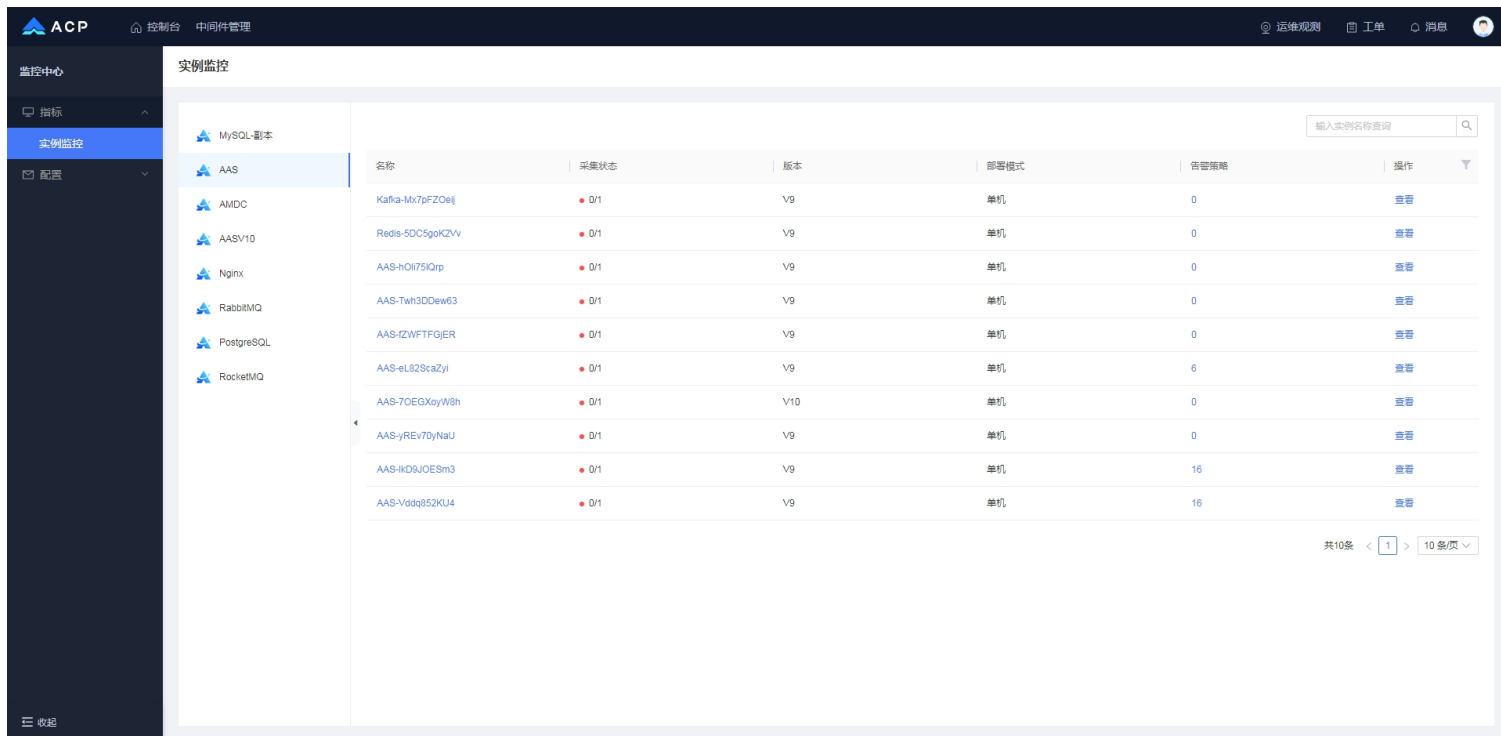 ACP 控制台 中间件管理 运维观测 工单 消息
监控中心
指标
实例监控
配置
收起
实例监控
MySQL-副本
AAS
AMDC
AASV10
Nginx
RabbitMQ
PostgreSQL
RocketMQ
输入实例名称查询
名称 采集状态 版本 部署模式 告警策略 操作
Kafka-Mx7pFZOeij 0/1 V9 单机 0 查看
Redis-5DC5goK2Vv 0/1 V9 单机 0 查看
AAS-hOli75IQrp 0/1 V9 单机 0 查看
AAS-Twh3DDew63 0/1 V9 单机 0 查看
AAS-fZWFTFGjER 0/1 V9 单机 0 查看
AAS-eL82ScaZyi 0/1 V9 单机 6 查看
AAS-7OEGXoyW8h 0/1 V10 单机 0 查看
AAS-yREv70yNaU 0/1 V9 单机 0 查看
AAS-lkD9JOESm3 0/1 V9 单机 16 查看
AAS-Vddq852KU4 0/1 V9 单机 16 查看
共10条 < 1 > 10 条/页